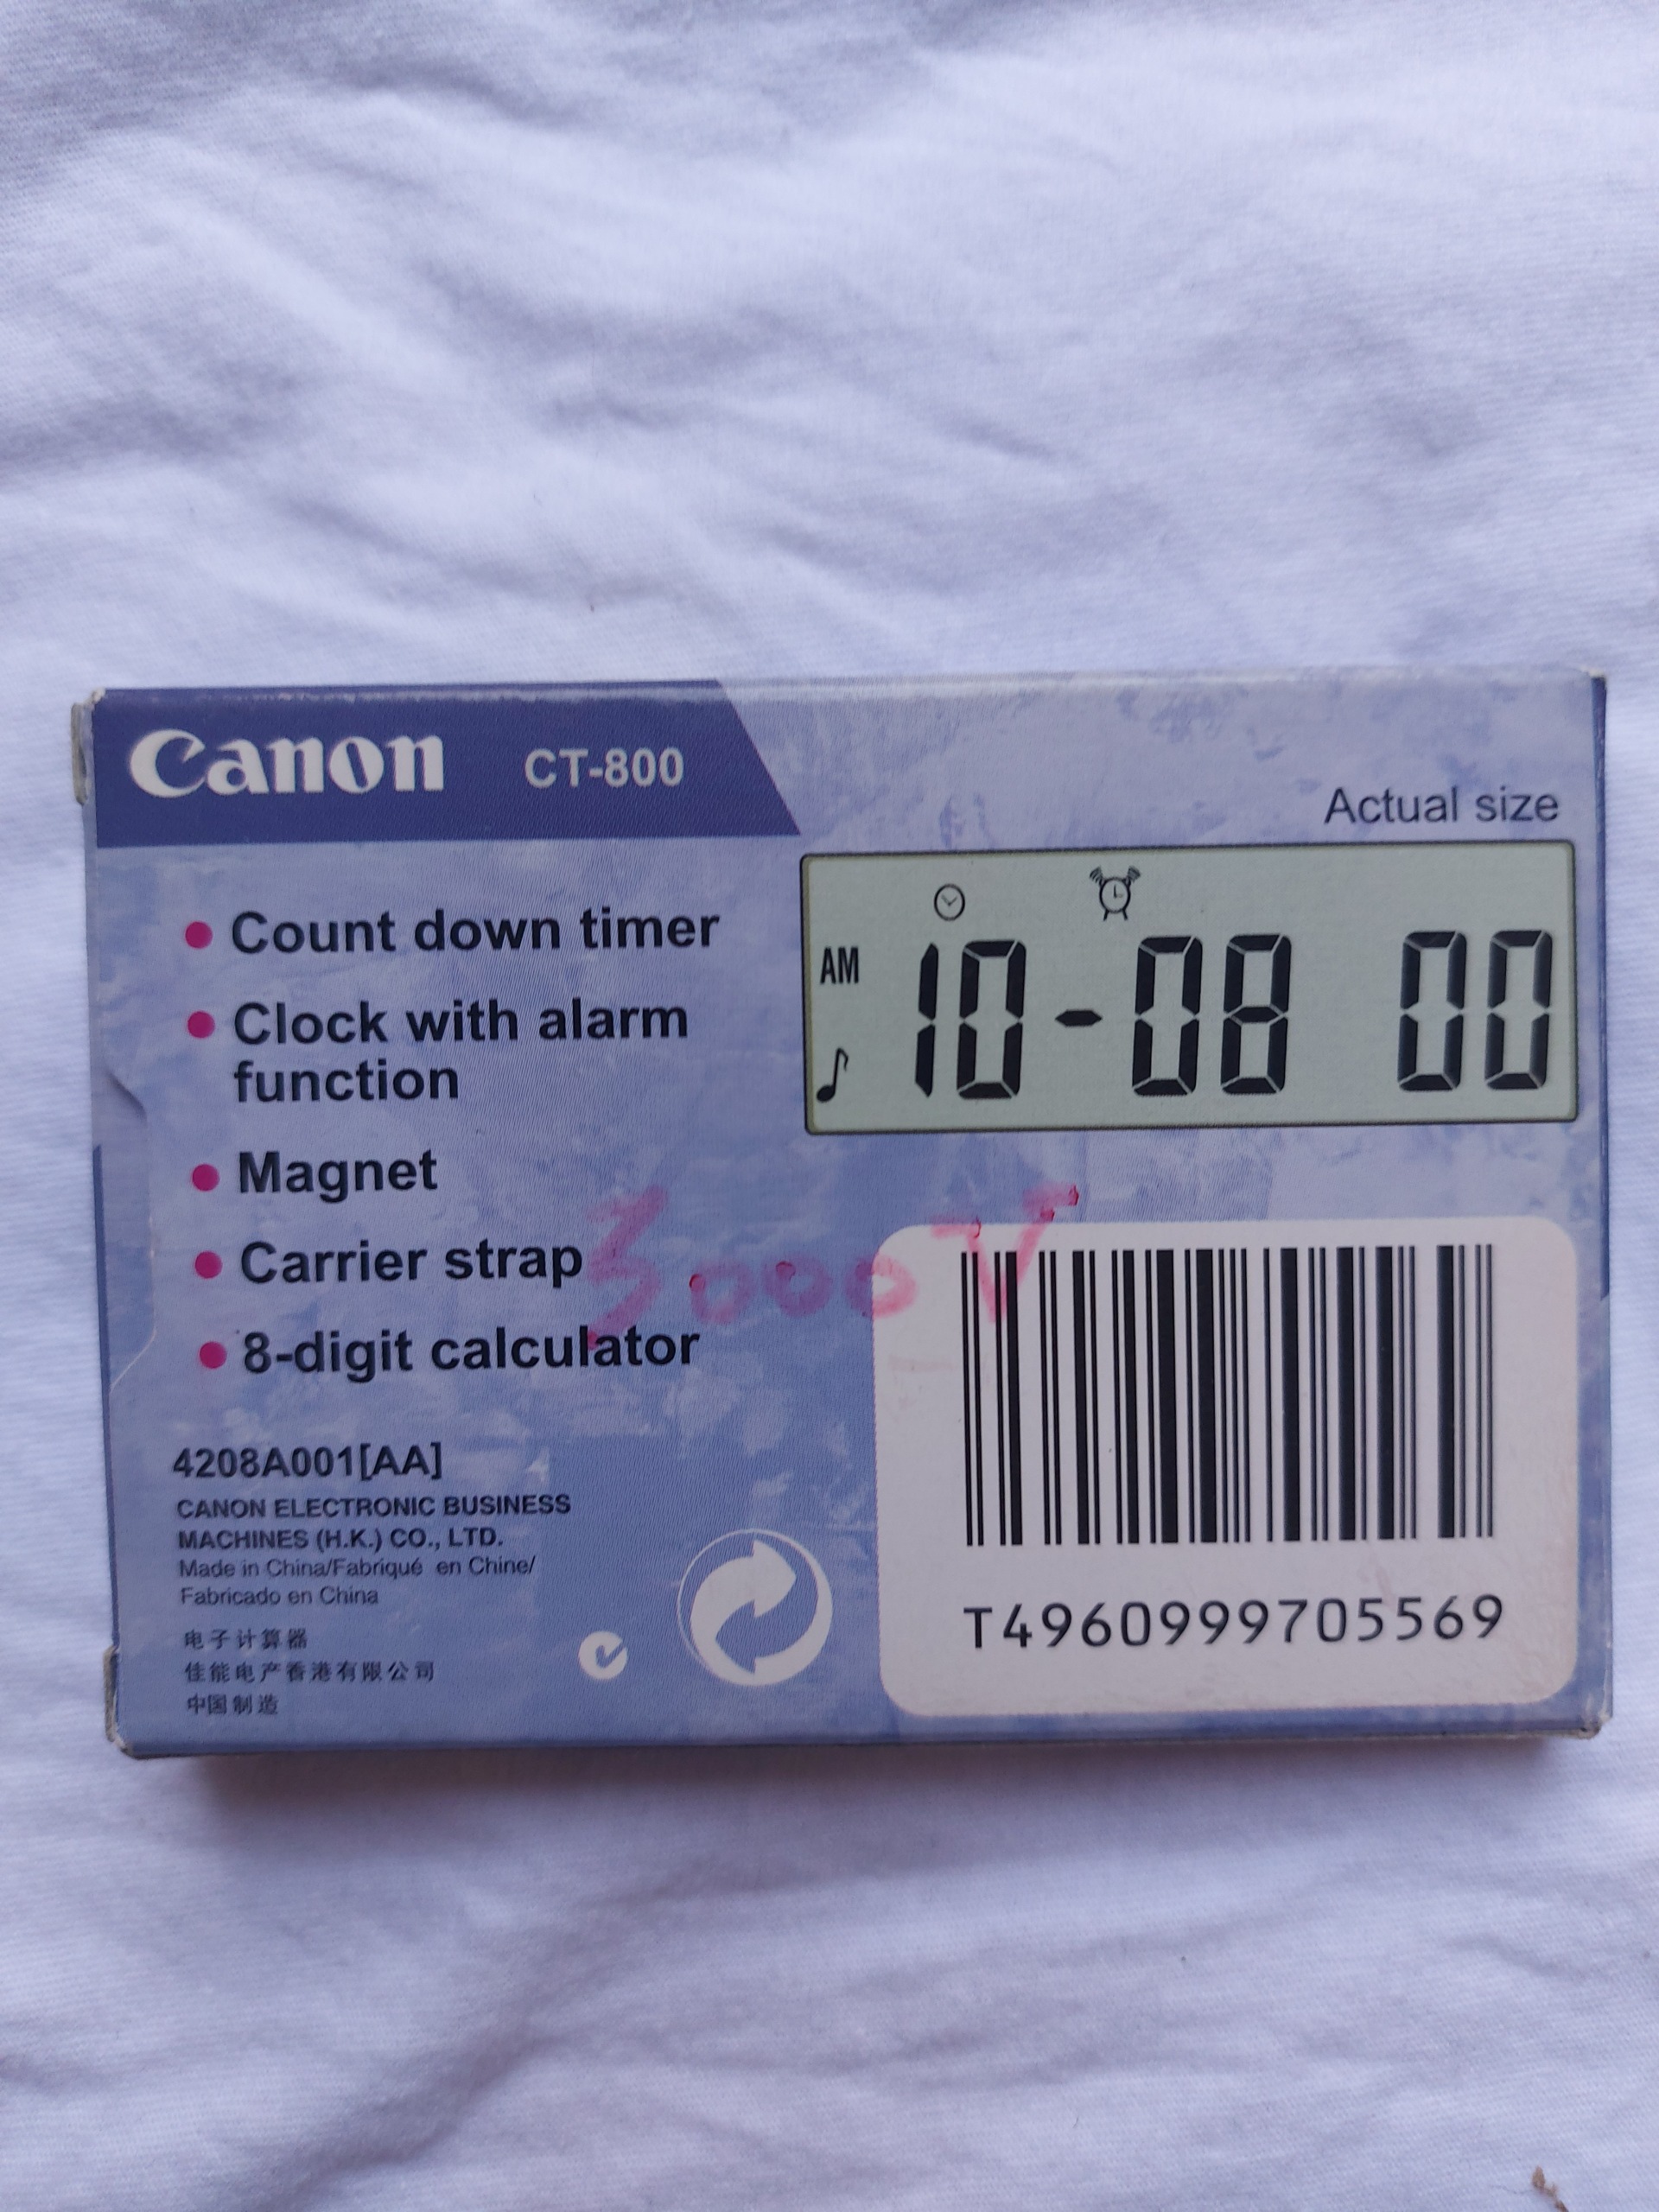 Canon CT-800
Actual size
Count down timer
Clock with alarm
function
Magnet
Carrier strap
8-digit calculator
AM 10-08 00
4208A001[AA]
CANON ELECTRONIC BUSINESS
MACHINES (H.K.) CO., LTD.
Made in China/Fabriqué en Chine/
Fabricado en China
电子计算器
佳能电产香港有限公司
中国制造
T4960999705569